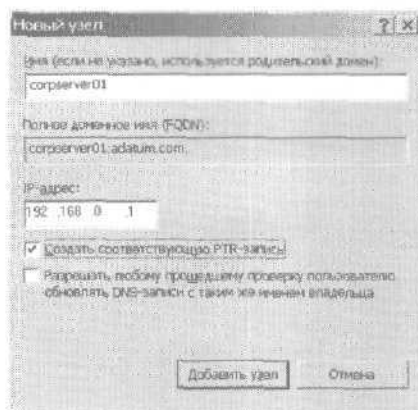 Новый узел
Имя (если не указано, используется родительский домен):
corpserver01
Полное доменное имя (FQDN):
corpserver01.adatum.com.
IP-адрес:
192 .168 .0 .1
Создать соответствующую PTR-запись
Разрешать любому прошедшему проверку пользователю
обновлять DNS-записи с таким же именем владельца
Добавить узел
Отмена